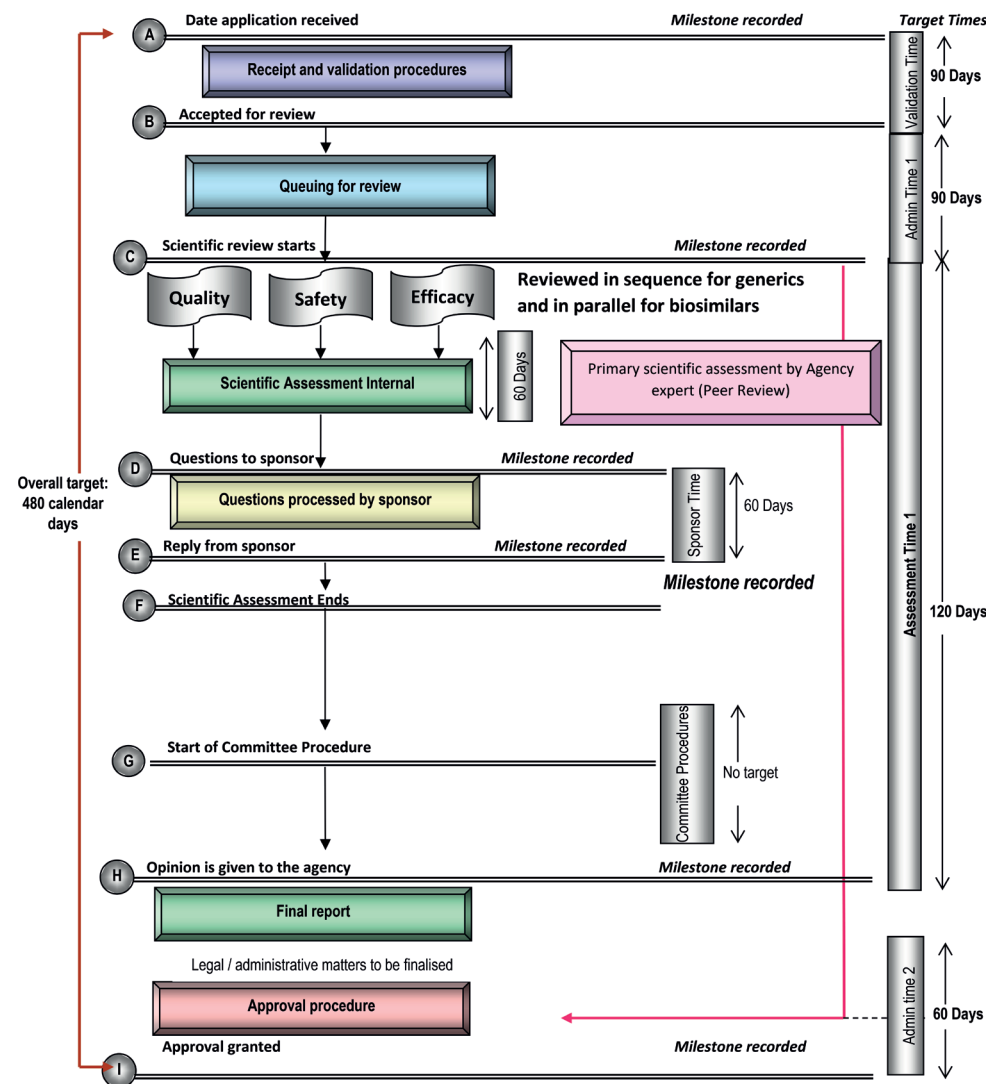 Date application received
Milestone recorded
Target Times
A
Receipt and validation procedures
Validation Time
90 Days
B
Accepted for review
Queuing for review
Admin Time 1
90 Days
C
Scientific review starts
Milestone recorded
Quality
Safety
Efficacy
Reviewed in sequence for generics
and in parallel for biosimilars
Scientific Assessment Internal
60 Days
Primary scientific assessment by Agency
expert (Peer Review)
D
Questions to sponsor
Milestone recorded
Overall target:
480 calendar
days
Questions processed by sponsor
Sponsor Time
60 Days
E
Reply from sponsor
Milestone recorded
Milestone recorded
F
Scientific Assessment Ends
Assessment Time 1
120 Days
G
Start of Committee Procedure
Committee Procedures
No target
H
Opinion is given to the agency
Milestone recorded
Final report
Legal / administrative matters to be finalised
Approval procedure
Admin time 2
60 Days
Approval granted
Milestone recorded
I